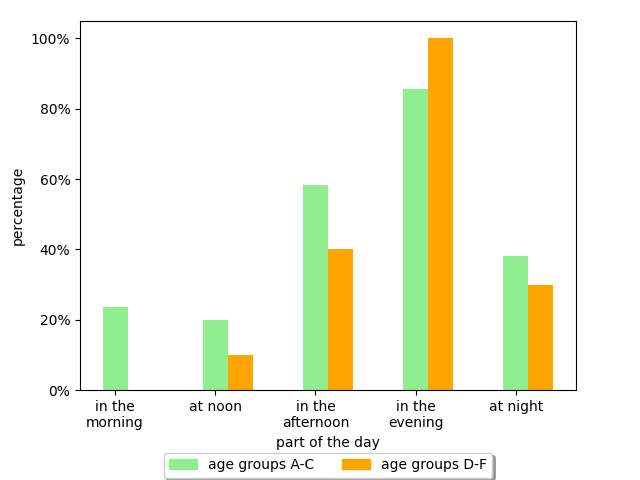 100%
80%
60%
40%
20%
0%
percentage
in the
morning
at noon
in the
afternoon
in the
evening
at night
part of the day
age groups A-C
age groups D-F